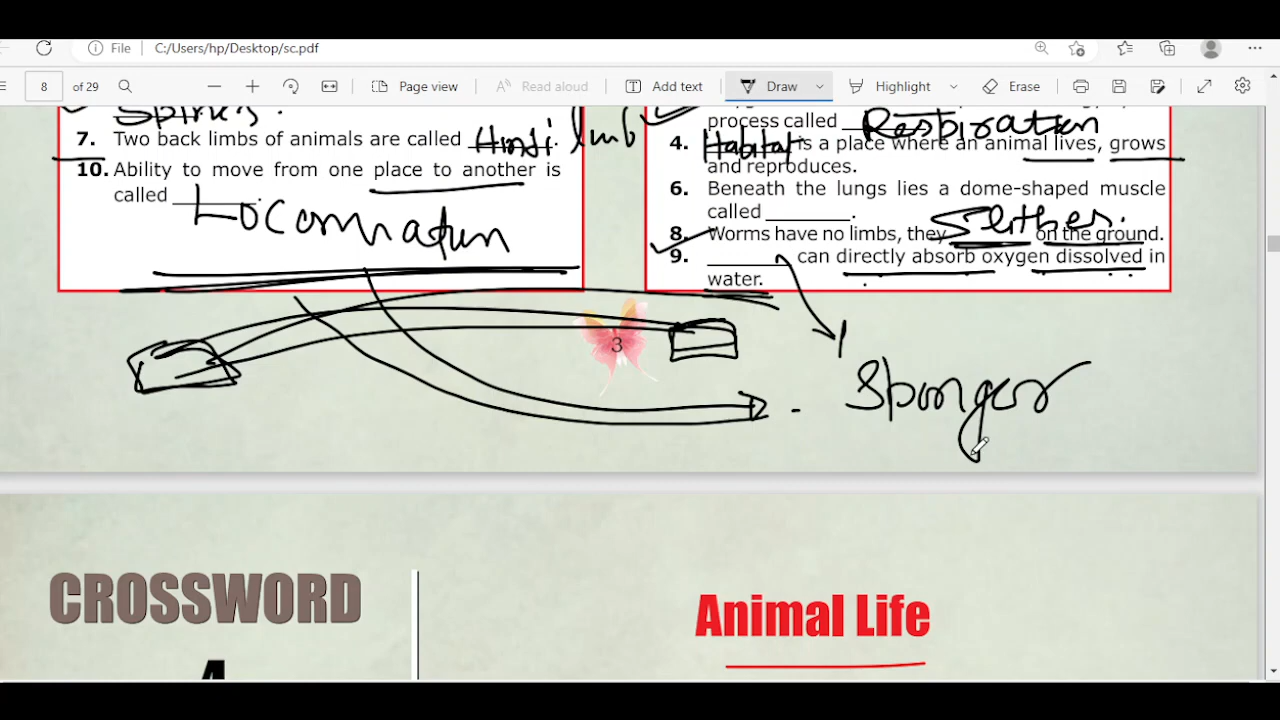 File C:/Users/hp/Desktop/sc.pdf
8 of 29 Page view Read aloud Add text Draw Highlight Erase
Spines.
7. Two back limbs of animals are called Hind limb
10. Ability to move from one place to another is
called ________.
Locomation
process called Respiration
4. Habitat is a place where an animal lives, grows
and reproduces.
6. Beneath the lungs lies a dome-shaped muscle
called ________.
8. Worms have no limbs, they Slither. on the ground.
9. ________ can directly absorb oxygen dissolved in
water.
3
CROSSWORD
Animal Life